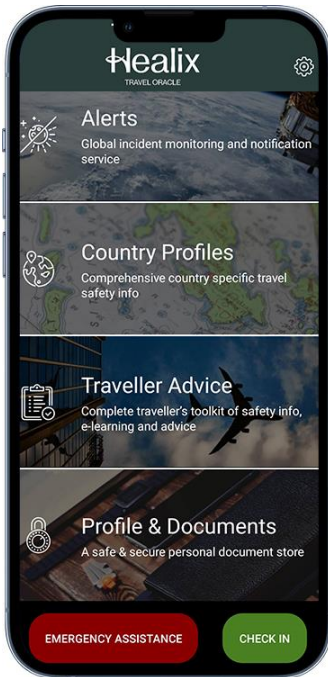 Healix
TRAVEL ORACLE
Alerts
Global incident monitoring and notification
service
Country Profiles
Comprehensive country specific travel
safety info
Traveller Advice
Complete traveller's toolkit of safety info,
e-learning and advice
Profile & Documents
A safe & secure personal document store
EMERGENCY ASSISTANCE
CHECK IN